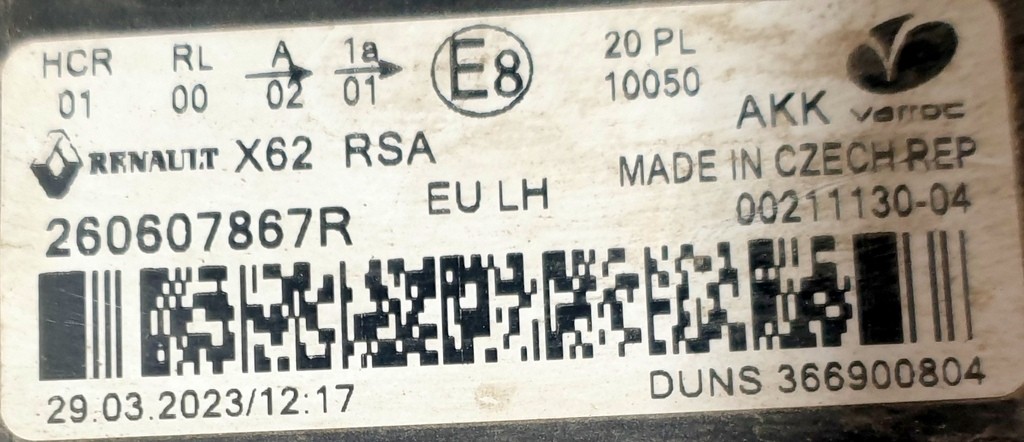 HCR RL A 1a E8 20 PL
01 00 02 01 10050
AKK varroc
RENAULT X62 RSA MADE IN CZECH REP
EU LH 00211130-04
260607867R
29.03.2023/12:17 DUNS 366900804